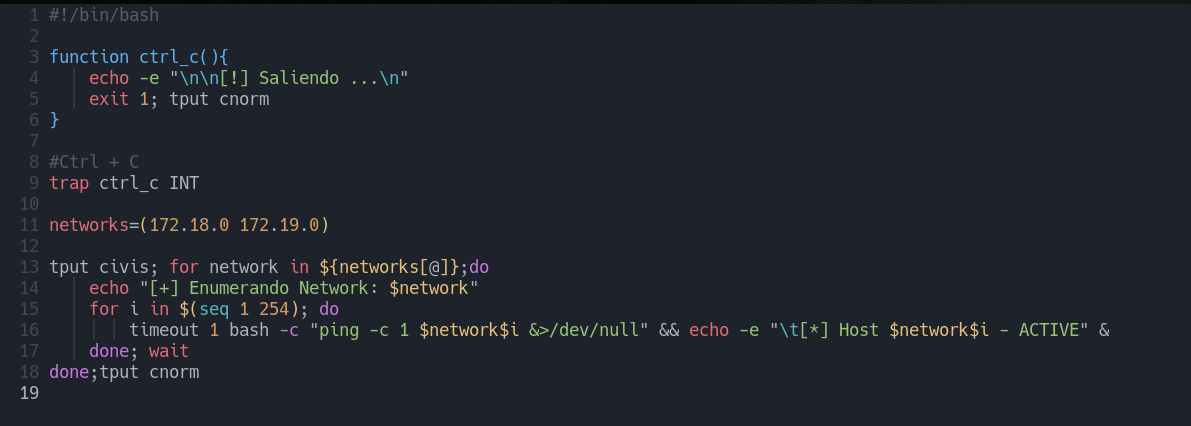 1 #!/bin/bash
2
3 function ctrl_c(){
4     echo -e "\n\n[!] Saliendo ...\n"
5     exit 1; tput cnorm
6 }
7
8 #Ctrl + C
9 trap ctrl_c INT
10
11 networks=(172.18.0 172.19.0)
12
13 tput civis; for network in ${networks[@]};do
14     echo "[+] Enumerando Network: $network"
15     for i in $(seq 1 254); do
16         timeout 1 bash -c "ping -c 1 $network$i &>/dev/null" && echo -e "\t[*] Host $network$i - ACTIVE" &
17     done; wait
18 done;tput cnorm
19